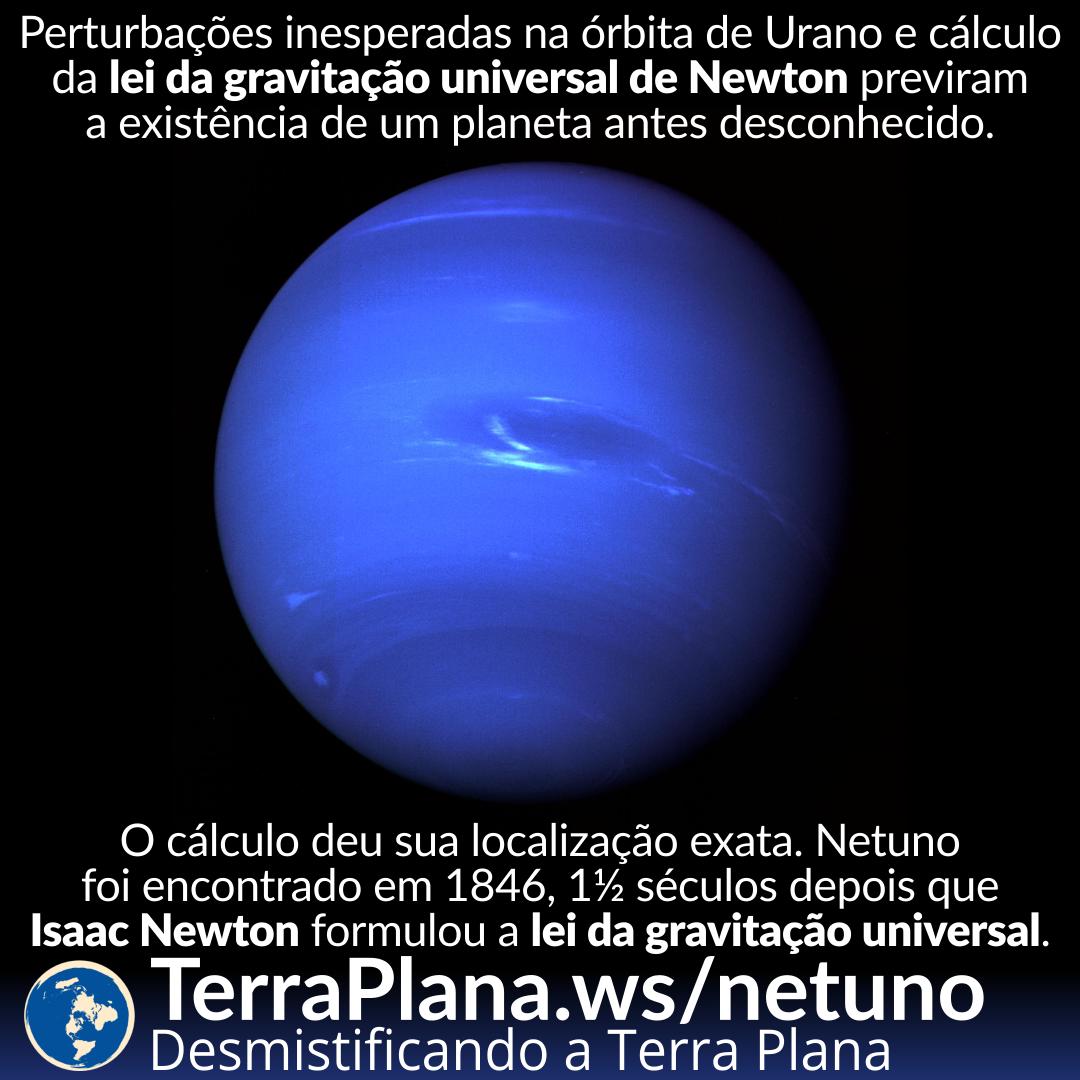 Perturbações inesperadas na órbita de Urano e cálculo
da lei da gravitação universal de Newton previram
a existência de um planeta antes desconhecido.
O cálculo deu sua localização exata. Netuno
foi encontrado em 1846, 1½ séculos depois que
Isaac Newton formulou a lei da gravitação universal.
TerraPlana.ws/netuno
Desmistificando a Terra Plana